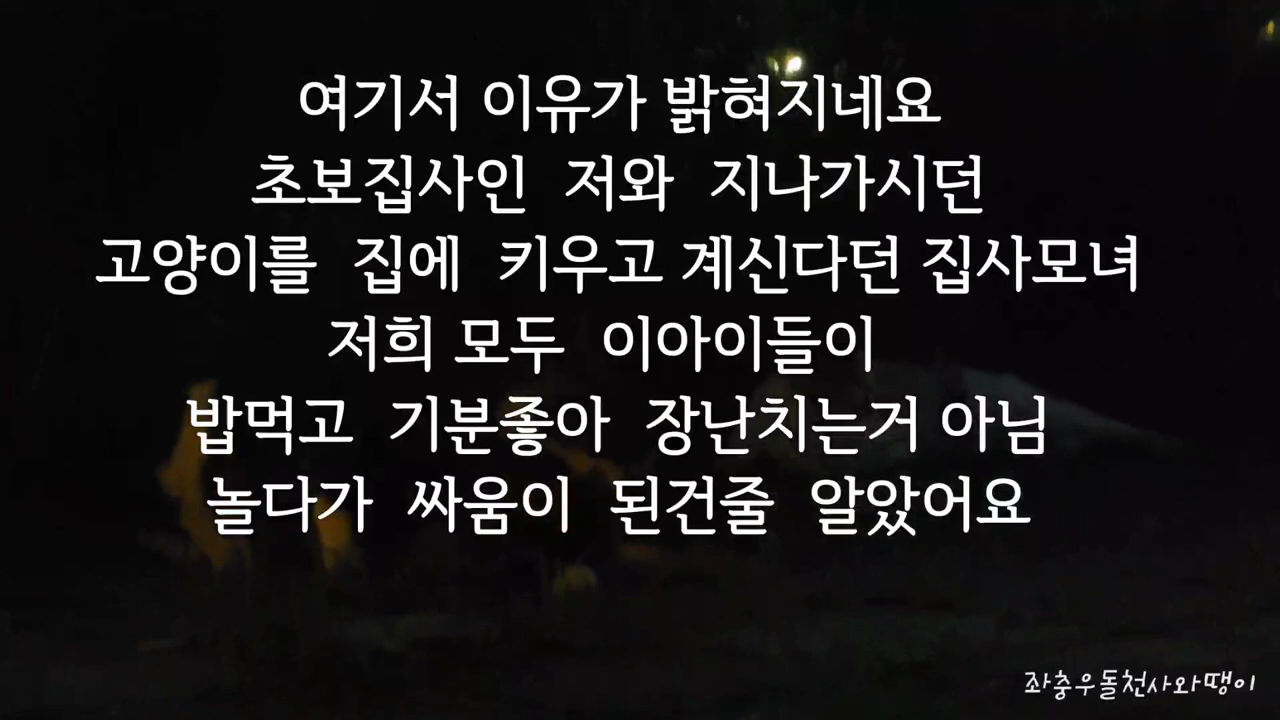 여기서 이유가 밝혀지네요
초보집사인 저와 지나가시던
고양이를 집에 키우고 계신다던 집사모녀
저희 모두 이아이들이
밥먹고 기분좋아 장난치는거 아님
놀다가 싸움이 된건줄 알았어요
좌충우돌천사와땡이